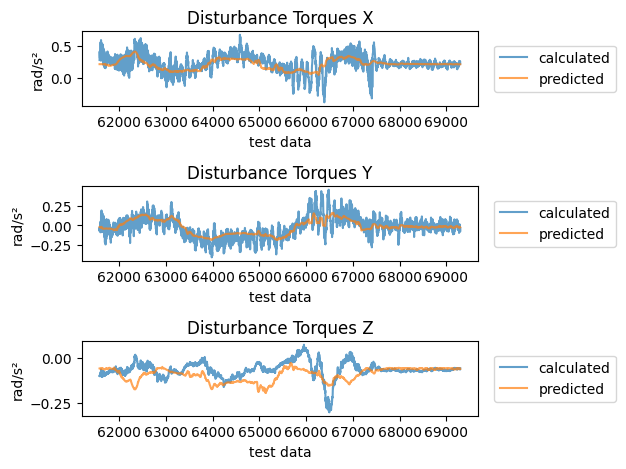 Disturbance Torques X
0.5
0.0
rad/s²
62000 63000 64000 65000 66000 67000 68000 69000
test data
calculated
predicted
Disturbance Torques Y
0.25
0.00
−0.25
rad/s²
62000 63000 64000 65000 66000 67000 68000 69000
test data
calculated
predicted
Disturbance Torques Z
0.00
−0.25
rad/s²
62000 63000 64000 65000 66000 67000 68000 69000
test data
calculated
predicted